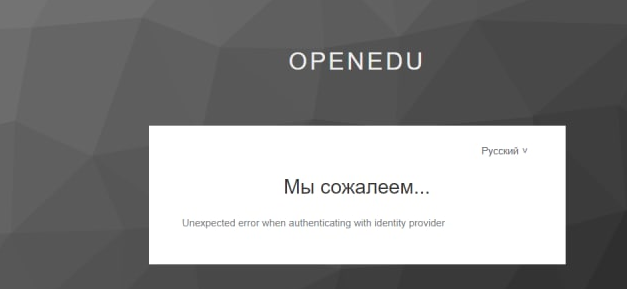 OPENEDU
Русский ˅
Мы сожалеем...
Unexpected error when authenticating with identity provider